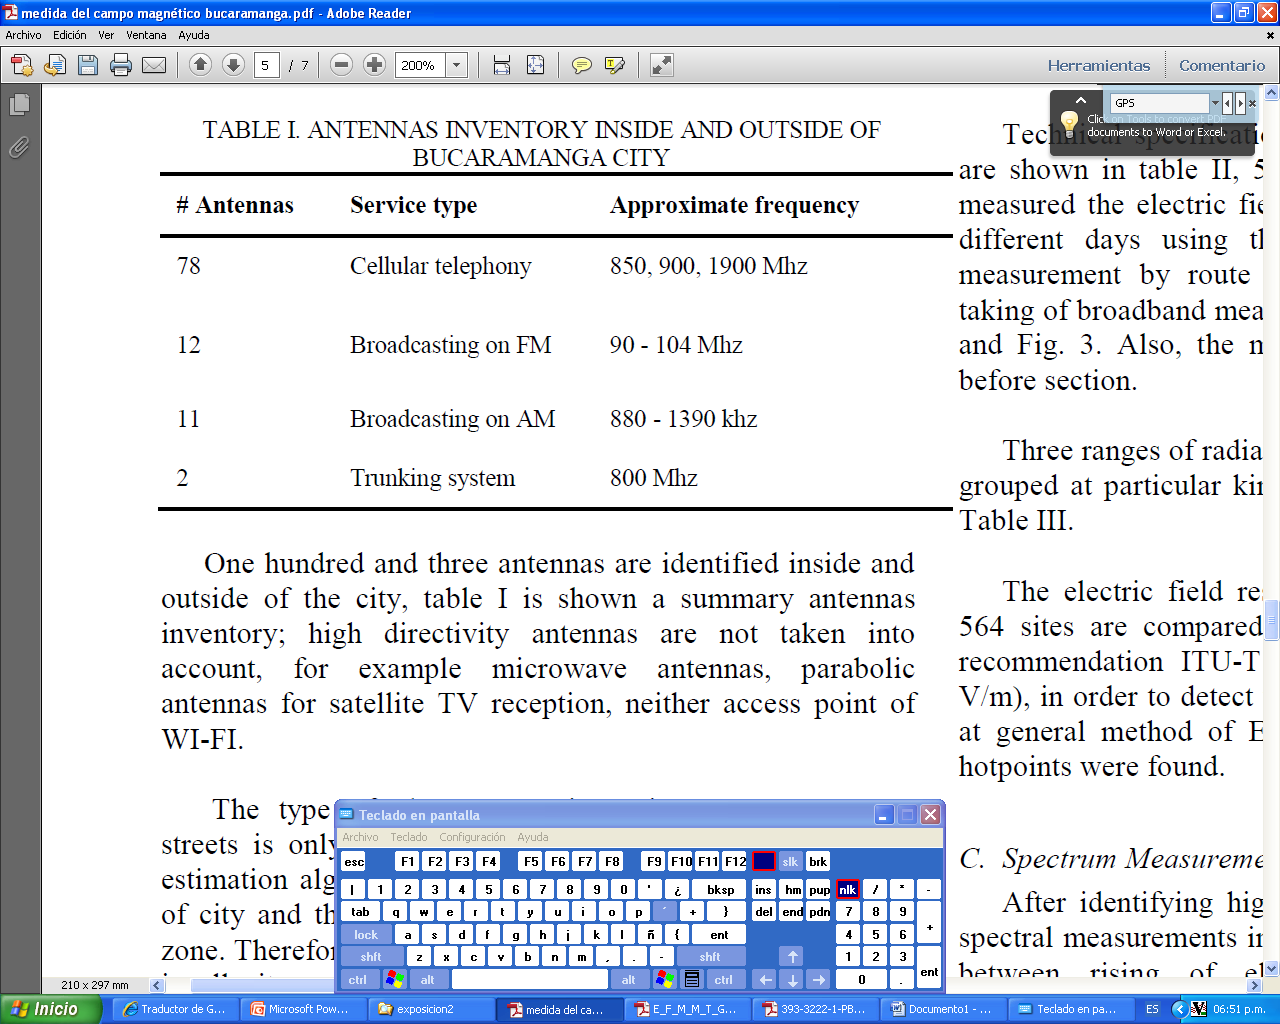 medida del campo magnético bucaramanga.pdf - Adobe Reader
Archivo Edición Ver Ventana Ayuda
5 / 7 200% Herramientas Comentario
GPS
Click on Tools to convert PDF
documents to Word or Excel.
TABLE I. ANTENNAS INVENTORY INSIDE AND OUTSIDE OF
BUCARAMANGA CITY
# Antennas Service type Approximate frequency
78 Cellular telephony 850, 900, 1900 Mhz
12 Broadcasting on FM 90 - 104 Mhz
11 Broadcasting on AM 880 - 1390 khz
2 Trunking system 800 Mhz
One hundred and three antennas are identified inside and
outside of the city, table I is shown a summary antennas
inventory; high directivity antennas are not taken into
account, for example microwave antennas, parabolic
antennas for satellite TV reception, neither access point of
WI-FI.
The type
streets is only
estimation alg
of city and th
zone. Therefor
are shown in table II, 5
measured the electric fie
different days using th
measurement by route
taking of broadband mea
and Fig. 3. Also, the m
before section.
Three ranges of radia
grouped at particular kin
Table III.
The electric field re
564 sites are compared
recommendation ITU-T
V/m), in order to detect
at general method of E
hotpoints were found.
C. Spectrum Measureme
After identifying hig
spectral measurements in
between rising of el
Teclado en pantalla
Archivo Teclado Configuración Ayuda
esc F1 F2 F3 F4 F5 F6 F7 F8 F9 F10 F11 F12 slk brk
| 1 2 3 4 5 6 7 8 9 0 ' ¿ bksp ins hm pup nlk / * -
tab q w e r t y u i o p ´ + } del end pdn 7 8 9 +
lock a s d f g h j k l ñ { ent 4 5 6
shft z x c v b n m , . - shft ↑ 1 2 3 ent
ctrl alt alt ctrl ← ↓ → 0 .
210 x 297 mm
Inicio Traductor de G... Microsoft Pow... exposicion2 medida del ca... E_F_M_M_T_G... 393-3222-1-PB... Documento1 - ... Teclado en pa... ES 06:51 p.m.